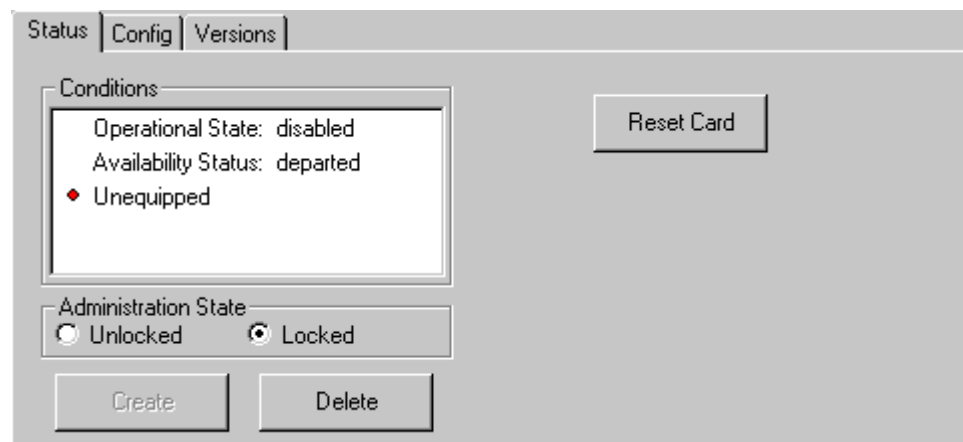 Status Config Versions
Conditions
Operational State: disabled
Availability Status: departed
Unequipped
Reset Card
Administration State
Unlocked Locked
Create Delete